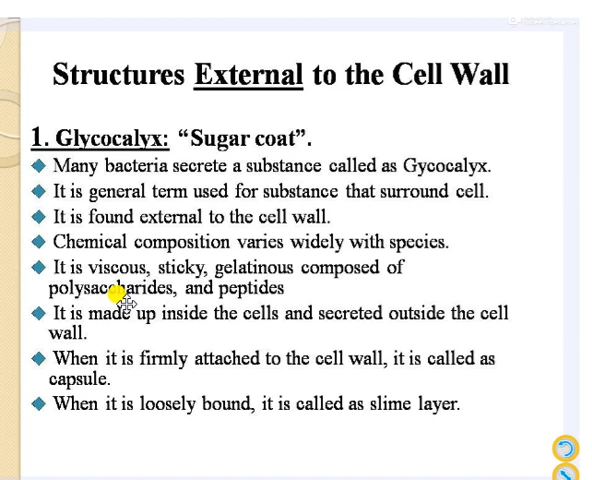 Structures External to the Cell Wall
1. Glycocalyx: “Sugar coat”.
Many bacteria secrete a substance called as Gycocalyx.
It is general term used for substance that surround cell.
It is found external to the cell wall.
Chemical composition varies widely with species.
It is viscous, sticky, gelatinous composed of
polysaccharides, and peptides
It is made up inside the cells and secreted outside the cell
wall.
When it is firmly attached to the cell wall, it is called as
capsule.
When it is loosely bound, it is called as slime layer.